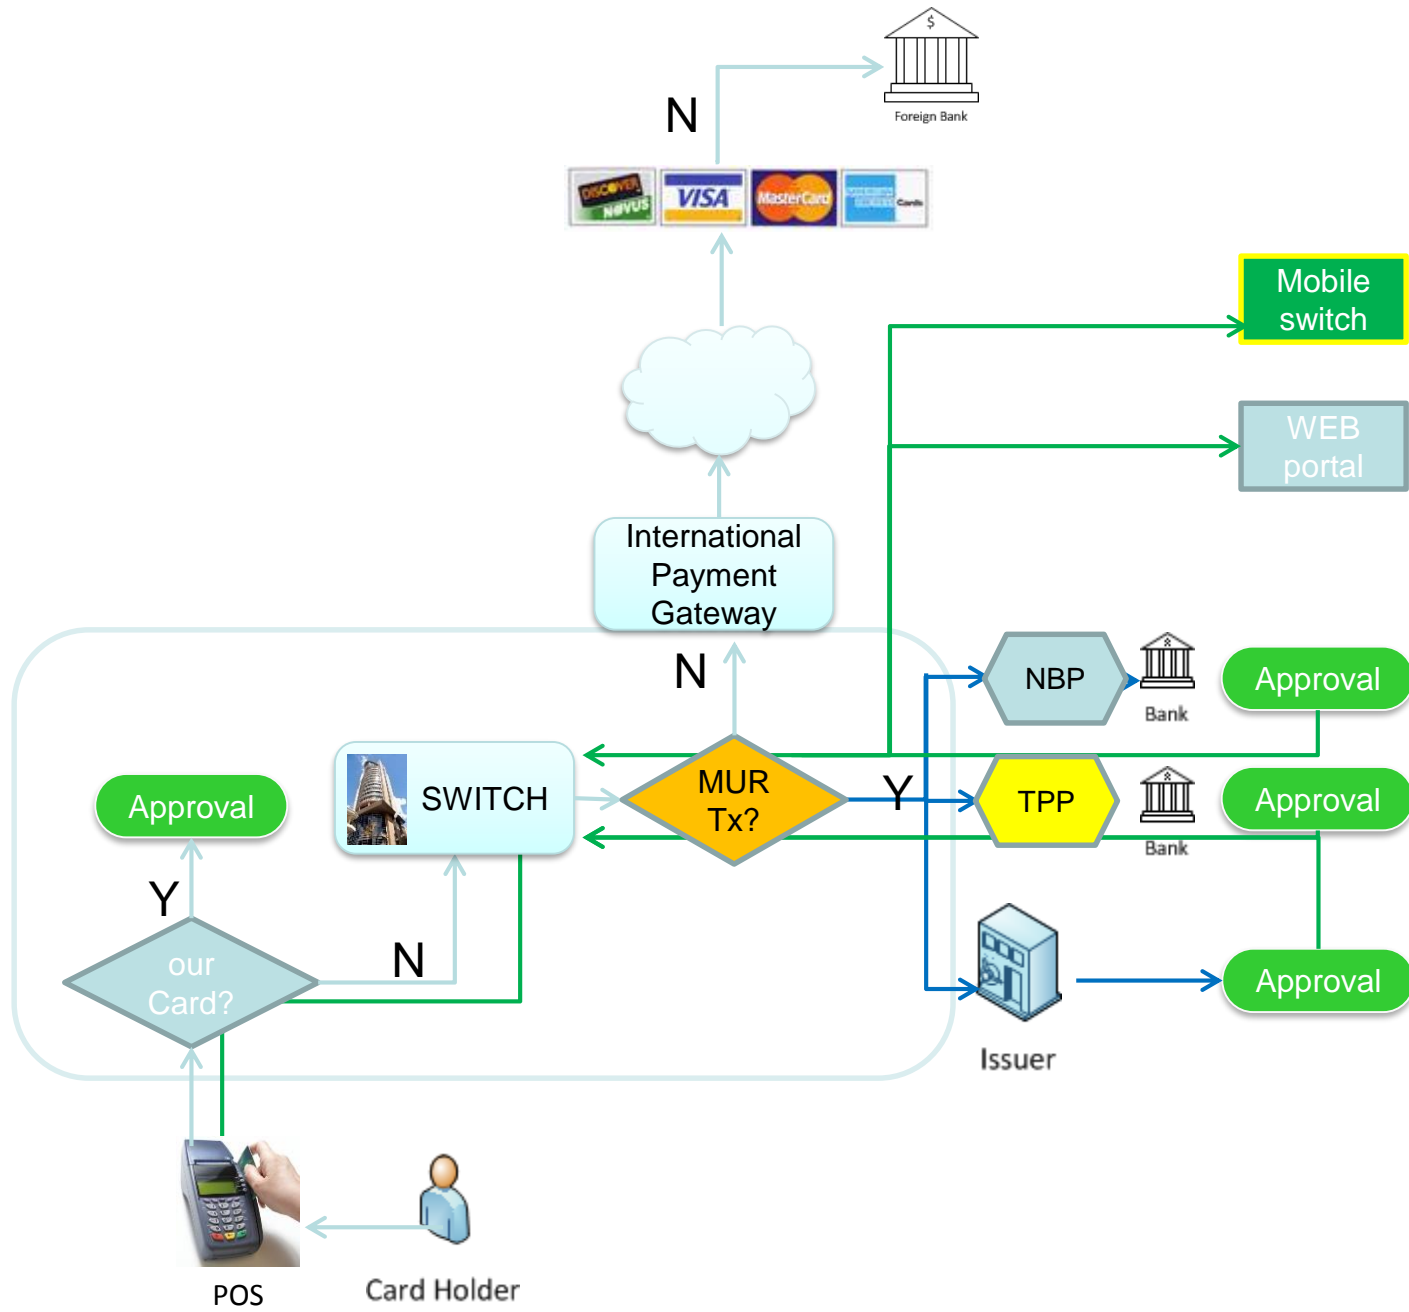 $
Foreign Bank
N
DISCOVER
NOVUS
VISA
MasterCard
Cards
Mobile
switch
WEB
portal
International
Payment
Gateway
N
NBP
Bank
Approval
SWITCH
MUR
Tx?
Y
TPP
Bank
Approval
Approval
Y
our
Card?
N
Issuer
Approval
POS
Card Holder